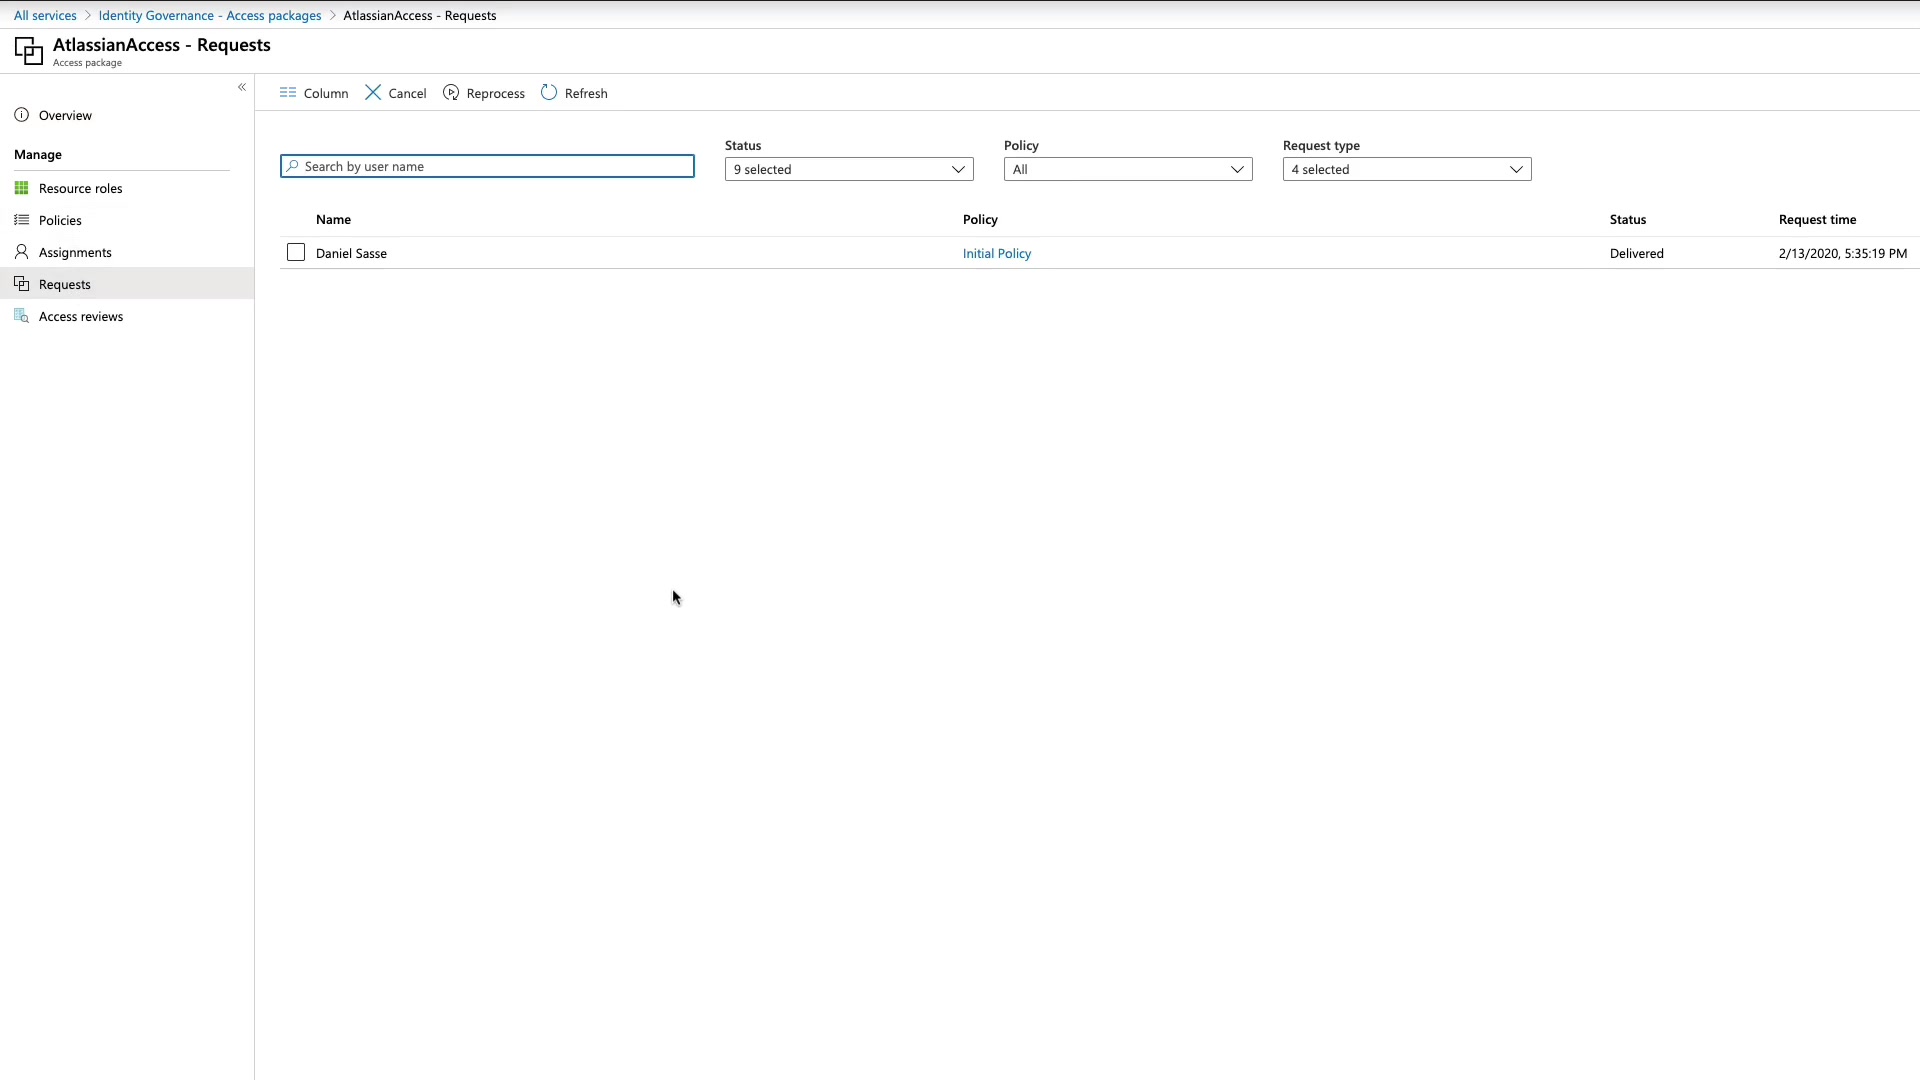 All services > Identity Governance - Access packages > AtlassianAccess - Requests
AtlassianAccess - Requests
Access package
«
Overview
Manage
Resource roles
Policies
Assignments
Requests
Access reviews
Column Cancel Reprocess Refresh
Search by user name
Status
9 selected
Policy
All
Request type
4 selected
Name Policy Status Request time
Daniel Sasse Initial Policy Delivered 2/13/2020, 5:35:19 PM